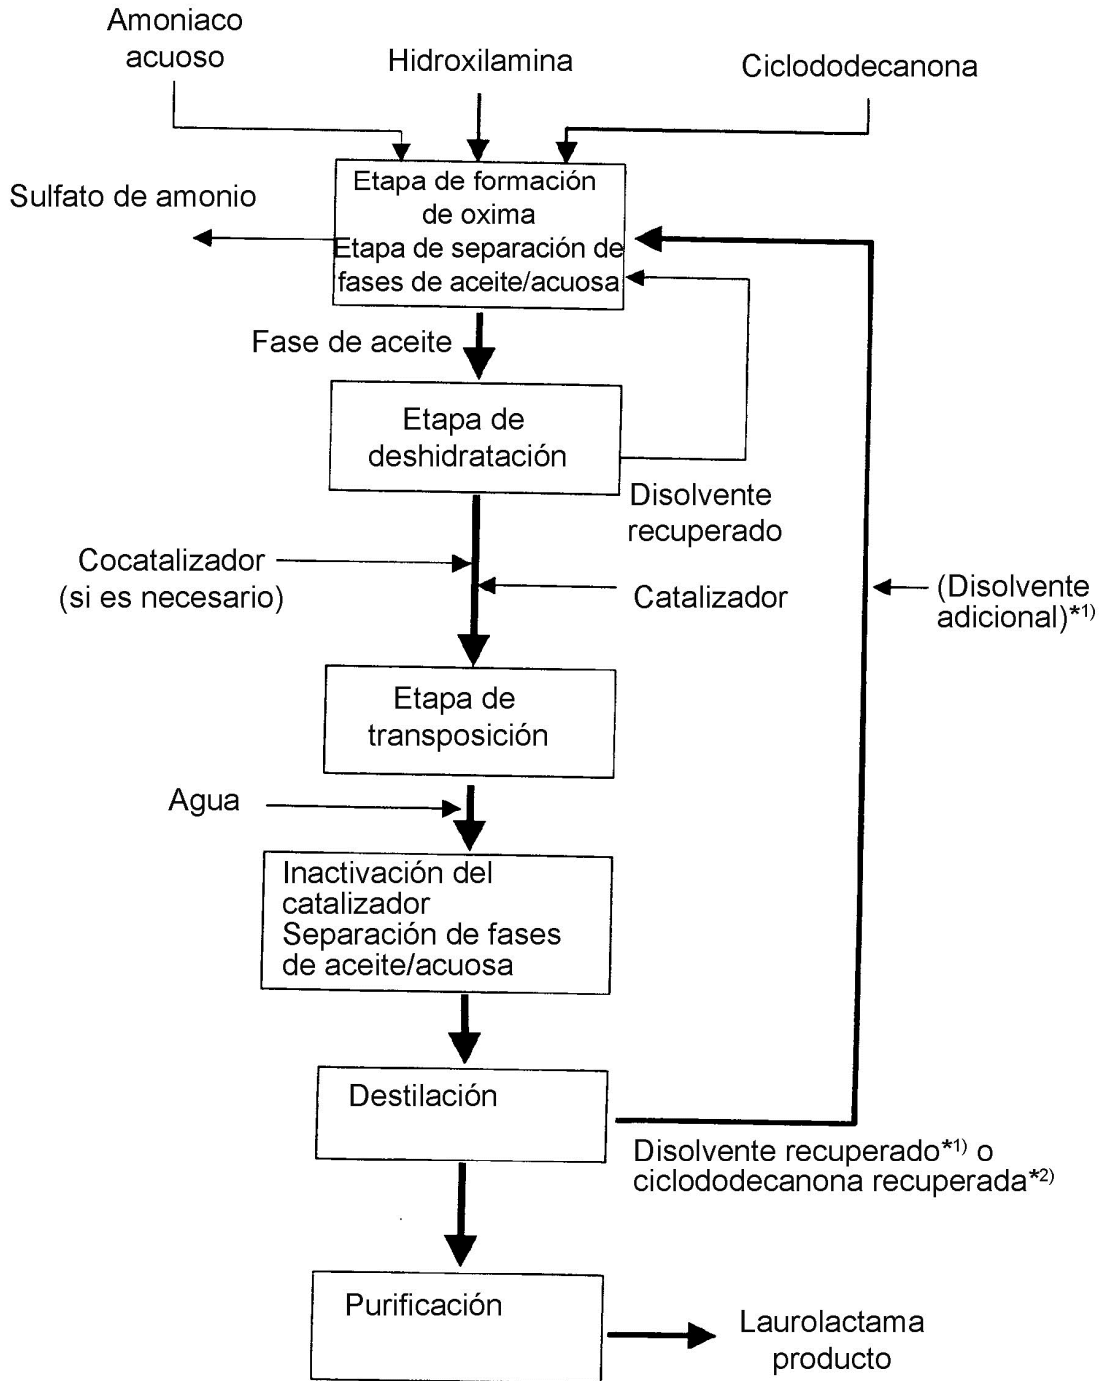 Amoniaco
acuoso
Hidroxilamina
Ciclododecanona
Sulfato de amonio
Etapa de formación
de oxima
Etapa de separación de
fases de aceite/acuosa
Fase de aceite
Etapa de
deshidratación
Disolvente
recuperado
Cocatalizador
(si es necesario)
Catalizador
(Disolvente
adicional)*1)
Etapa de
transposición
Agua
Inactivación del
catalizador
Separación de fases
de aceite/acuosa
Destilación
Disolvente recuperado*1) o
ciclododecanona recuperada*2)
Purificación
Laurolactama
producto